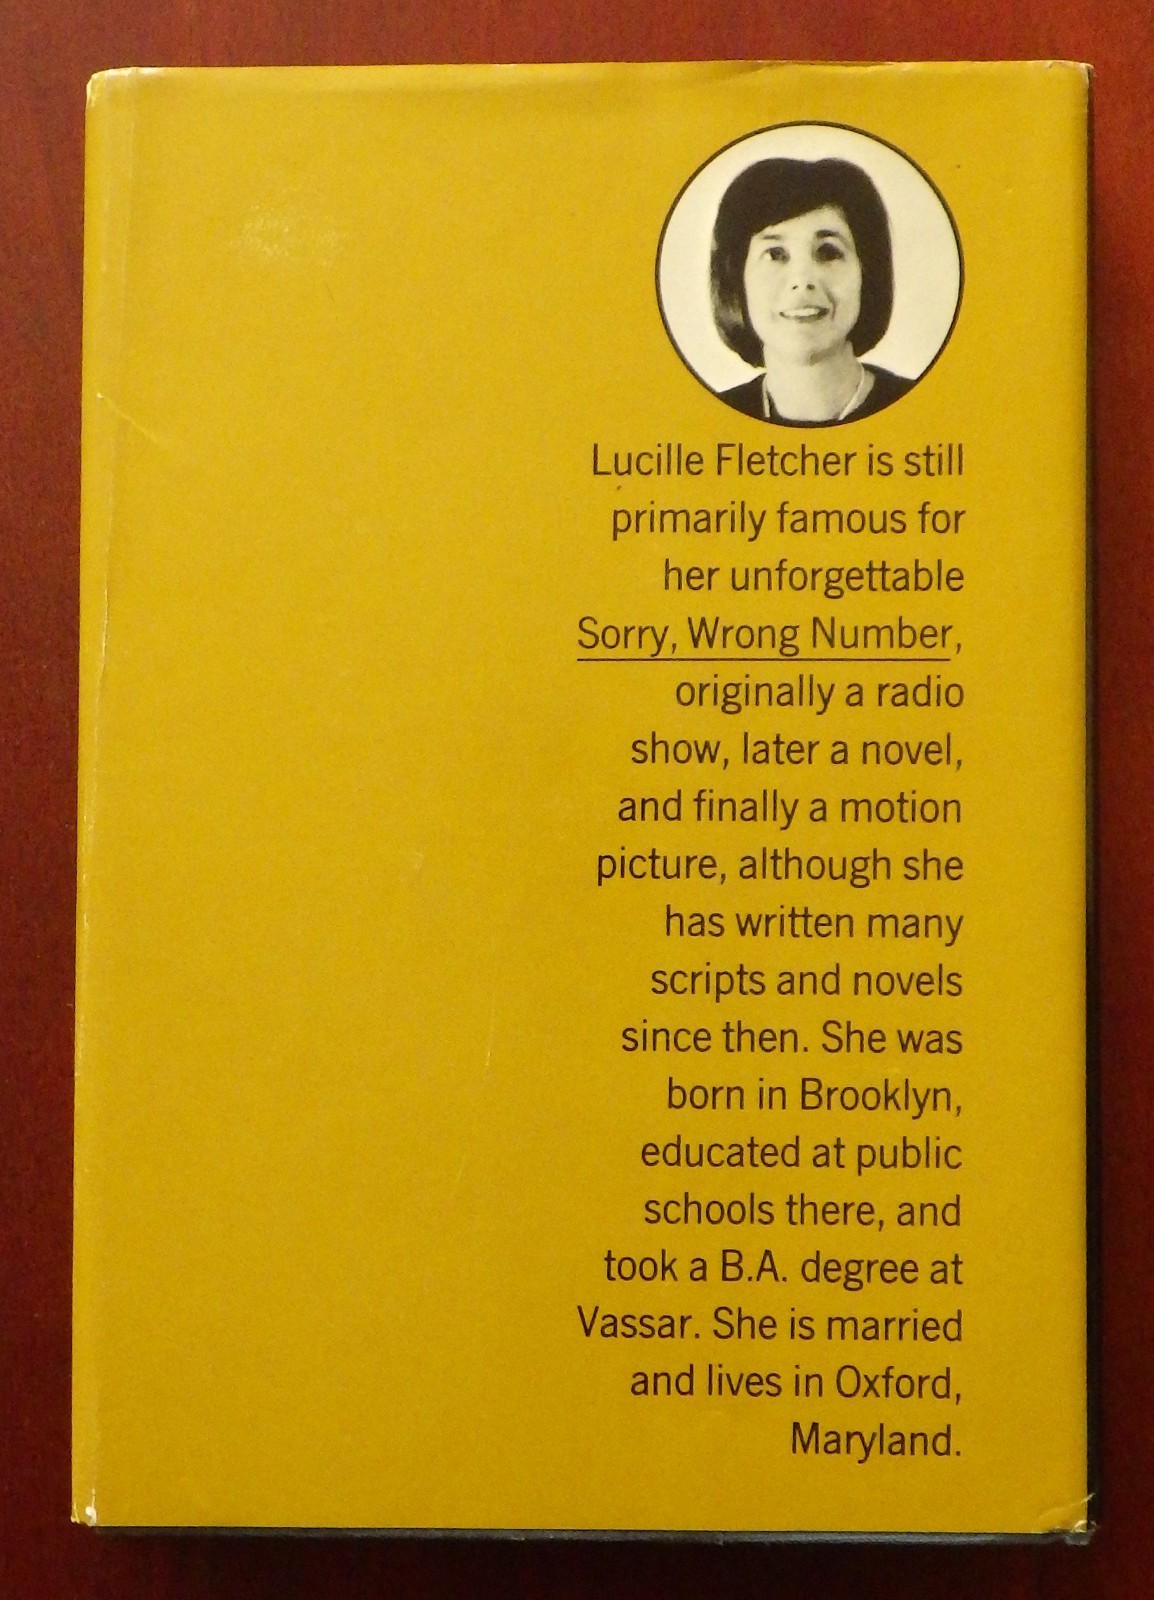 Lucille Fletcher is still
primarily famous for
her unforgettable
Sorry, Wrong Number,
originally a radio
show, later a novel,
and finally a motion
picture, although she
has written many
scripts and novels
since then. She was
born in Brooklyn,
educated at public
schools there, and
took a B.A. degree at
Vassar. She is married
and lives in Oxford,
Maryland.